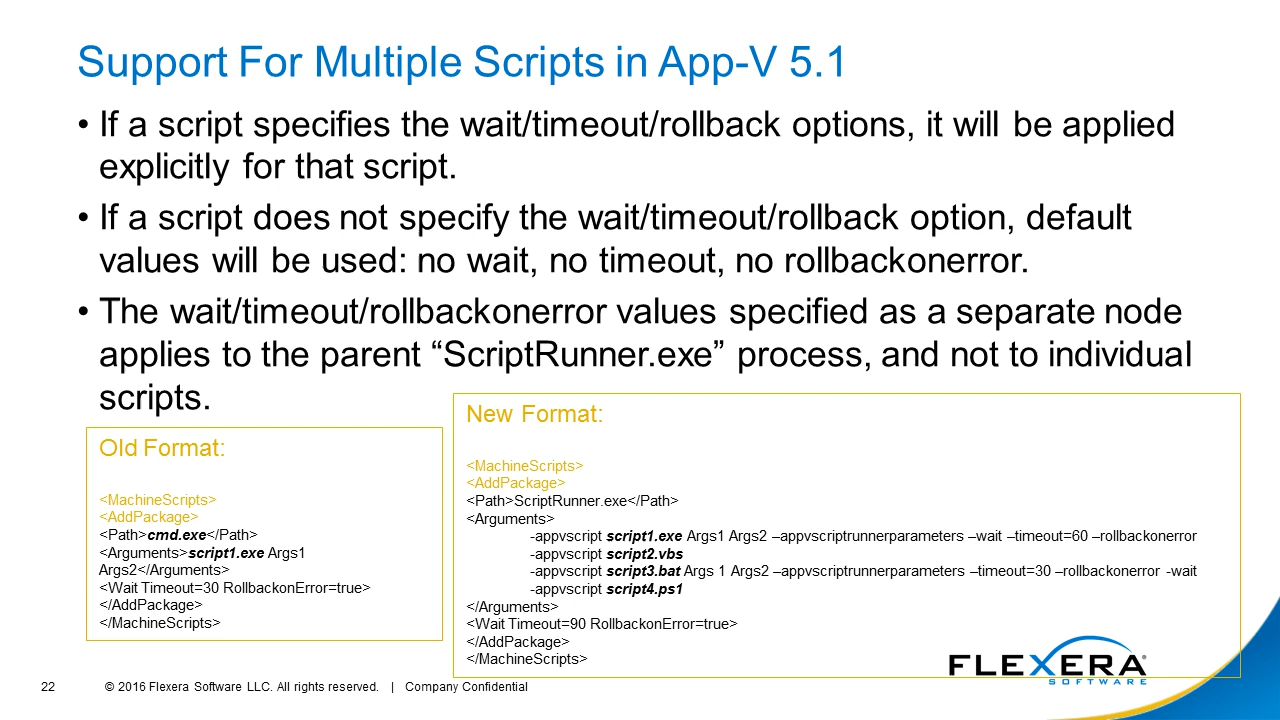 Support For Multiple Scripts in App-V 5.1
• If a script specifies the wait/timeout/rollback options, it will be applied
explicitly for that script.
• If a script does not specify the wait/timeout/rollback option, default
values will be used: no wait, no timeout, no rollbackonerror.
• The wait/timeout/rollbackonerror values specified as a separate node
applies to the parent “ScriptRunner.exe” process, and not to individual
scripts.
Old Format:
<MachineScripts>
<AddPackage>
<Path>cmd.exe</Path>
<Arguments>script1.exe Args1
Args2</Arguments>
<Wait Timeout=30 RollbackonError=true>
</AddPackage>
</MachineScripts>
New Format:
<MachineScripts>
<AddPackage>
<Path>ScriptRunner.exe</Path>
<Arguments>
-appvscript script1.exe Args1 Args2 –appvscriptrunnerparameters –wait –timeout=60 –rollbackonerror
-appvscript script2.vbs
-appvscript script3.bat Args 1 Args2 –appvscriptrunnerparameters –timeout=30 –rollbackonerror -wait
-appvscript script4.ps1
</Arguments>
<Wait Timeout=90 RollbackonError=true>
</AddPackage>
</MachineScripts>
FLEXERA
SOFTWARE
22 © 2016 Flexera Software LLC. All rights reserved. | Company Confidential